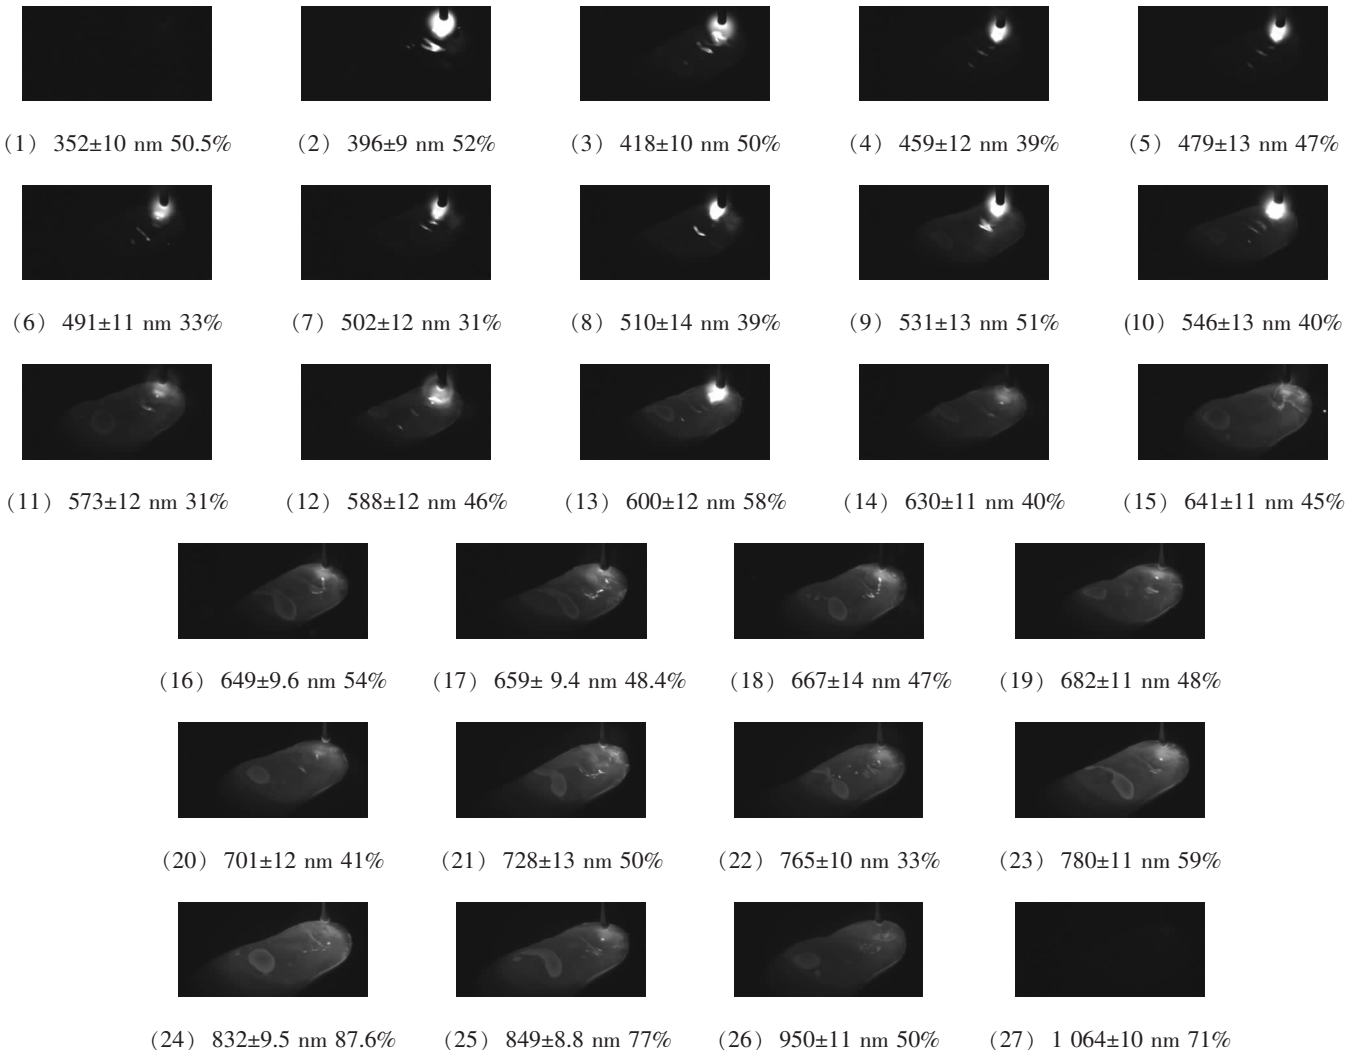 （1） 352±10 nm 50.5%
（2） 396±9 nm 52%
（3） 418±10 nm 50%
（4） 459±12 nm 39%
（5） 479±13 nm 47%
（6） 491±11 nm 33%
（7） 502±12 nm 31%
（8） 510±14 nm 39%
（9） 531±13 nm 51%
(10） 546±13 nm 40%
（11） 573±12 nm 31%
（12） 588±12 nm 46%
（13） 600±12 nm 58%
（14） 630±11 nm 40%
（15） 641±11 nm 45%
（16） 649±9.6 nm 54%
（17） 659± 9.4 nm 48.4%
（18） 667±14 nm 47%
（19） 682±11 nm 48%
（20） 701±12 nm 41%
（21） 728±13 nm 50%
（22） 765±10 nm 33%
（23） 780±11 nm 59%
（24） 832±9.5 nm 87.6%
（25） 849±8.8 nm 77%
（26） 950±11 nm 50%
（27） 1 064±10 nm 71%